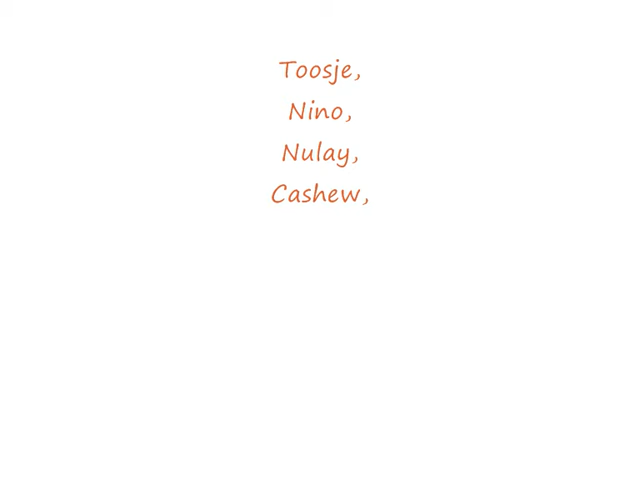 Toosje,
Nino,
Nulay,
Cashew,